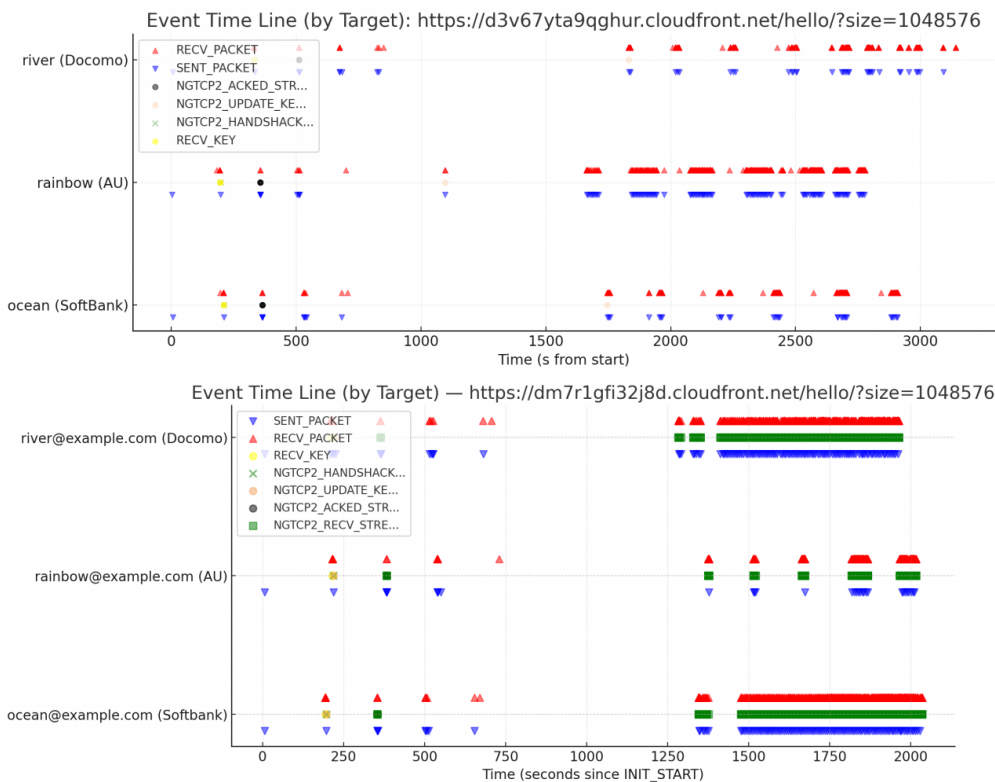 Event Time Line (by Target): https://d3v67yta9qghur.cloudfront.net/hello/?size=1048576
RECV_PACKET
SENT_PACKET
NGTCP2_ACKED_STR...
NGTCP2_UPDATE_KE...
NGTCP2_HANDSHACK...
RECV_KEY
river (Docomo)
rainbow (AU)
ocean (SoftBank)
0 500 1000 1500 2000 2500 3000
Time (s from start)
Event Time Line (by Target) — https://dm7r1gfi32j8d.cloudfront.net/hello/?size=1048576
SENT_PACKET
RECV_PACKET
RECV_KEY
NGTCP2_HANDSHACK...
NGTCP2_UPDATE_KE...
NGTCP2_ACKED_STR...
NGTCP2_RECV_STRE...
river@example.com (Docomo)
rainbow@example.com (AU)
ocean@example.com (Softbank)
0 250 500 750 1000 1250 1500 1750 2000
Time (seconds since INIT_START)